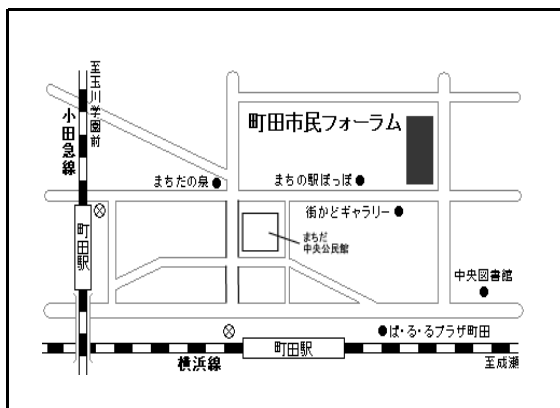 至玉川学園前
小田急線
町田市民フォーラム
まちだの泉
まちの駅ぽっぽ
街かどギャラリー
町田駅
まちだ
中央公民館
中央図書館
ぱ・る・るプラザ町田
町田駅
横浜線
至成瀬